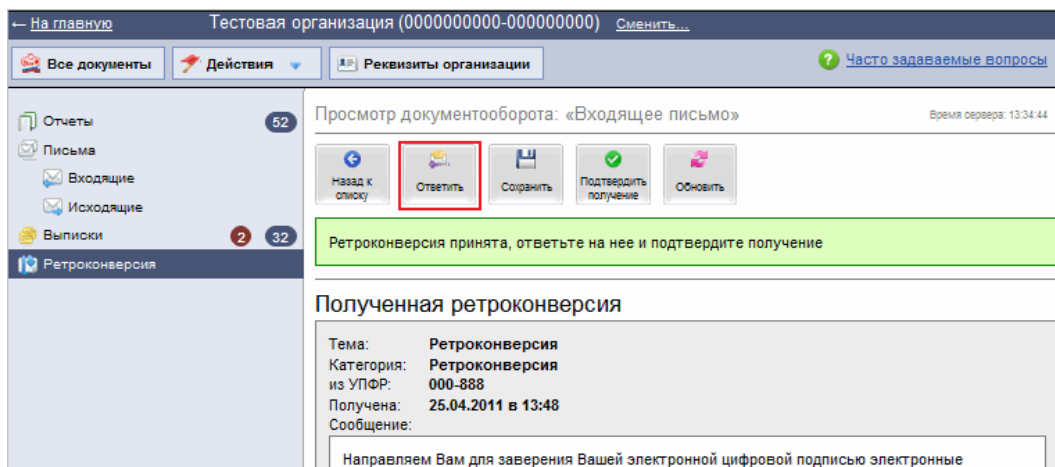 ← На главную Тестовая организация (0000000000-000000000) Сменить...
Все документы Действия Реквизиты организации Часто задаваемые вопросы
Просмотр документооборота: «Входящее письмо» Время сервера: 13:34:44
Отчеты 52
Письма
Входящие
Исходящие
Выписки 2 32
Ретроконверсия
Назад к списку
Ответить
Сохранить
Подтвердить получение
Обновить
Ретроконверсия принята, ответьте на нее и подтвердите получение
Полученная ретроконверсия
Тема: Ретроконверсия
Категория: Ретроконверсия
из УПФР: 000-888
Получена: 25.04.2011 в 13:48
Сообщение:
Направляем Вам для заверения Вашей электронной цифровой подписью электронные